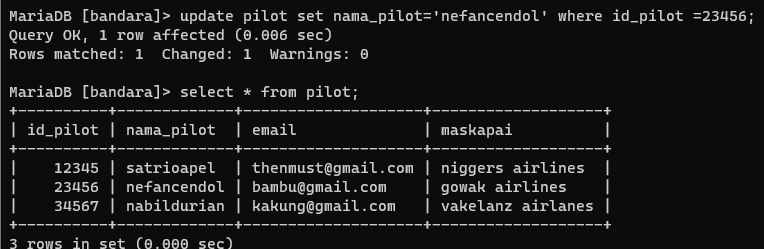 MariaDB [bandara]> update pilot set nama_pilot='nefancendol' where id_pilot =23456;
Query OK, 1 row affected (0.006 sec)
Rows matched: 1  Changed: 1  Warnings: 0
MariaDB [bandara]> select * from pilot;
+----------+-------------+--------------------+------------------+
| id_pilot | nama_pilot  | email              | maskapai         |
+----------+-------------+--------------------+------------------+
|    12345 | satrioapel  | thenmust@gmail.com | niggers airlines |
|    23456 | nefancendol | bambu@gmail.com    | gowak airlines   |
|    34567 | nabildurian | kakung@gmail.com   | vakelanz airlanes |
+----------+-------------+--------------------+------------------+
3 rows in set (0.000 sec)